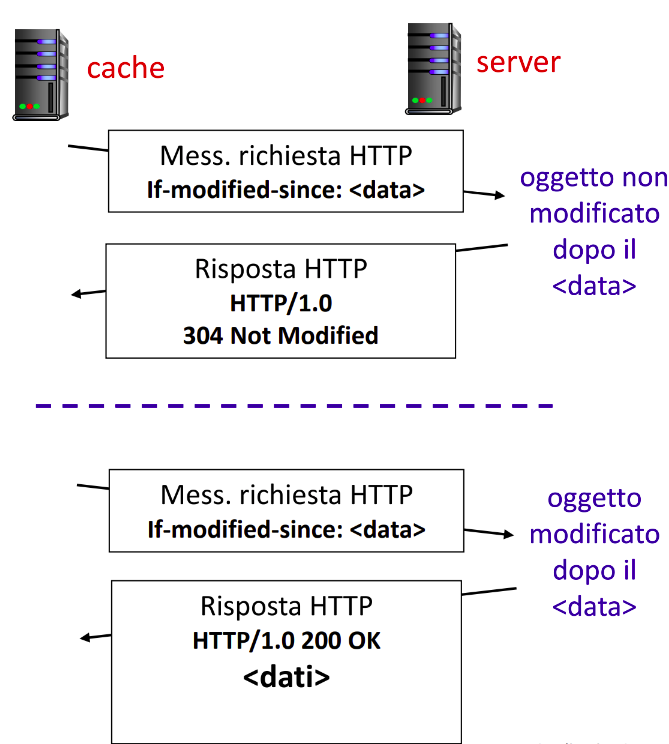 cache
server
Mess. richiesta HTTP
If-modified-since: <data>
oggetto non
modificato
dopo il
<data>
Risposta HTTP
HTTP/1.0
304 Not Modified
Mess. richiesta HTTP
If-modified-since: <data>
oggetto
modificato
dopo il
<data>
Risposta HTTP
HTTP/1.0 200 OK
<dati>